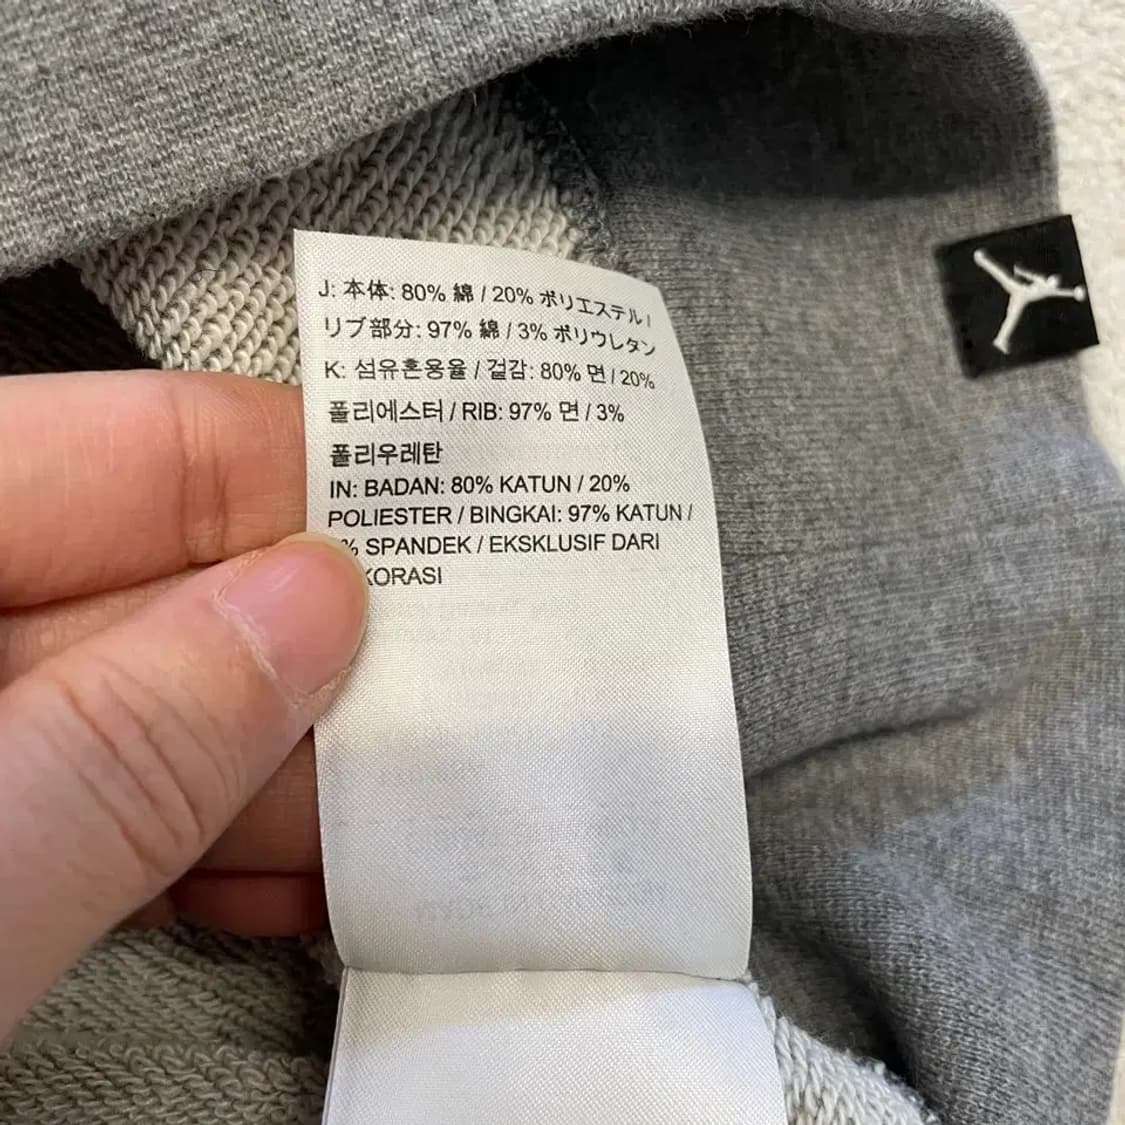 J: 本体: 80% 綿 / 20% ポリエステル /
リブ部分: 97% 綿 / 3% ポリウレタン
K: 섬유혼용율 / 겉감: 80% 면 / 20%
폴리에스터 / RIB: 97% 면 / 3%
폴리우레탄
IN: BADAN: 80% KATUN / 20%
POLIESTER / BINGKAI: 97% KATUN /
% SPANDEK / EKSKLUSIF DARI
KORASI